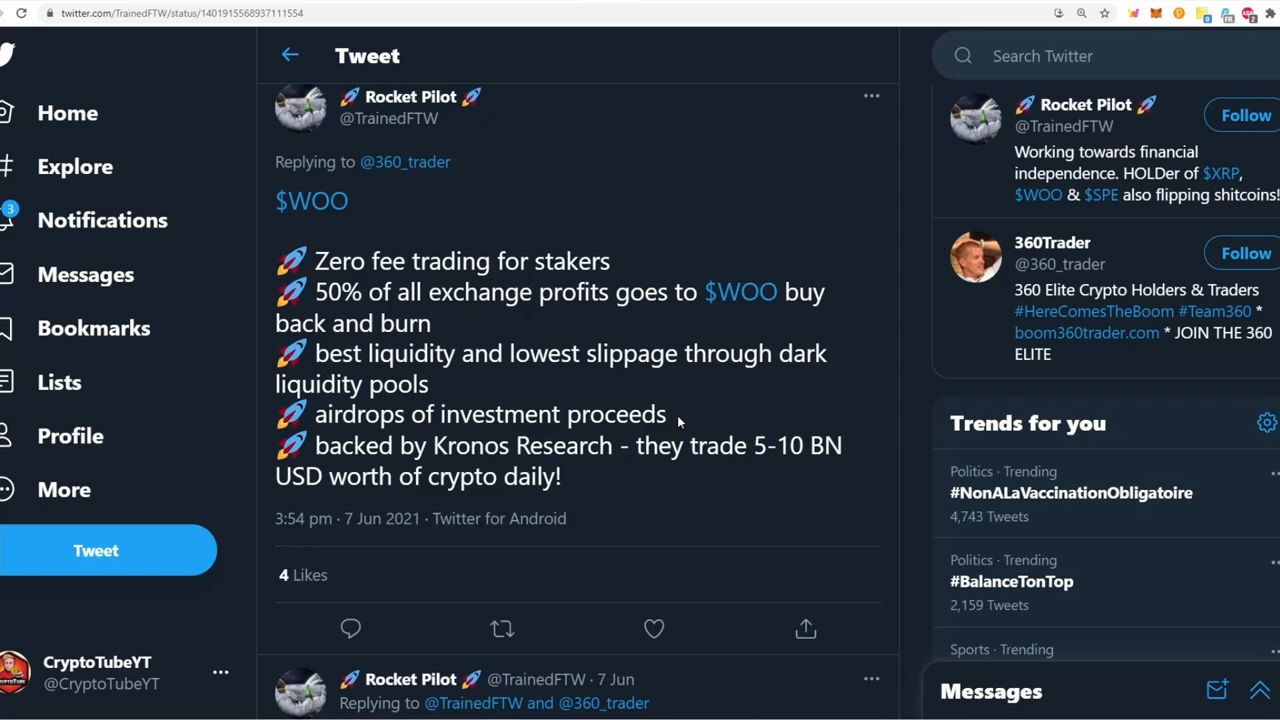 twitter.com/TrainedFTW/status/1401915568937111554
Home
Explore
3
Notifications
Messages
Bookmarks
Lists
Profile
More
Tweet
CryptoTubeYT
@CryptoTubeYT
Tweet
🚀 Rocket Pilot 🚀
@TrainedFTW
Replying to @360_trader
$WOO
🚀 Zero fee trading for stakers
🚀 50% of all exchange profits goes to $WOO buy
back and burn
🚀 best liquidity and lowest slippage through dark
liquidity pools
🚀 airdrops of investment proceeds
🚀 backed by Kronos Research - they trade 5-10 BN
USD worth of crypto daily!
3:54 pm · 7 Jun 2021 · Twitter for Android
4 Likes
🚀 Rocket Pilot 🚀 @TrainedFTW · 7 Jun
Replying to @TrainedFTW and @360_trader
Search Twitter
🚀 Rocket Pilot 🚀
@TrainedFTW
Follow
Working towards financial
independence. HOLDer of $XRP,
$WOO & $SPE also flipping shitcoins!
360Trader
@360_trader
Follow
360 Elite Crypto Holders & Traders
#HereComesTheBoom #Team360 *
boom360trader.com * JOIN THE 360
ELITE
Trends for you
Politics · Trending
#NonALaVaccinationObligatoire
4,743 Tweets
Politics · Trending
#BalanceTonTop
2,159 Tweets
Sports · Trending
Messages